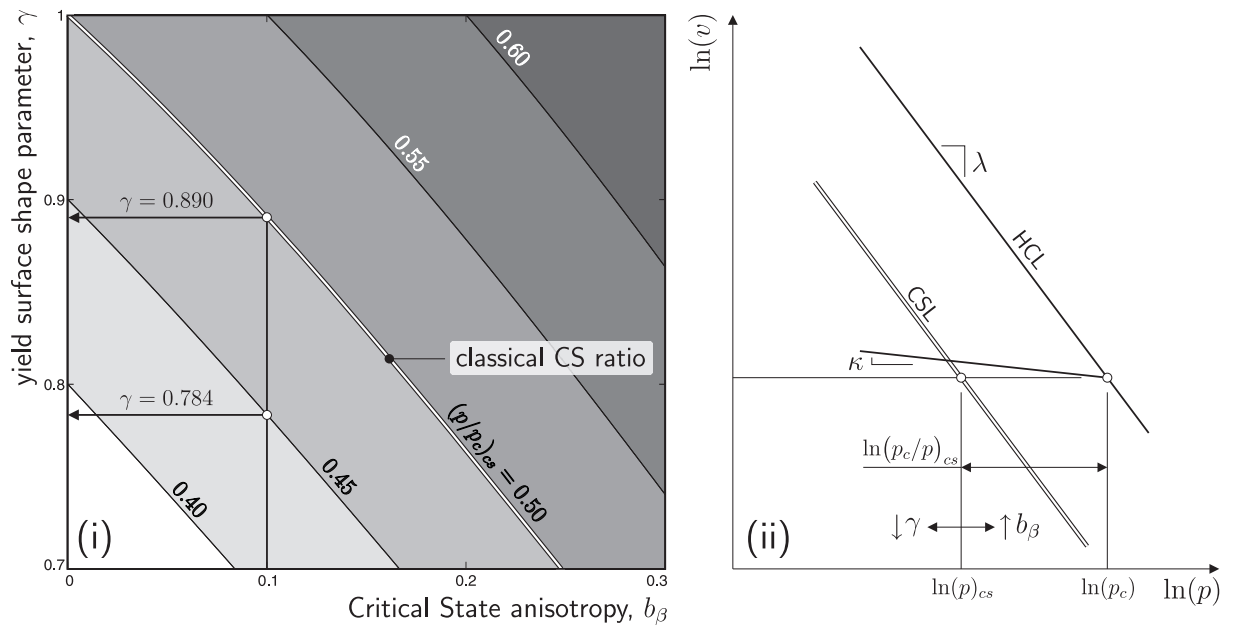 yield surface shape parameter, γ
1
0.9
0.8
0.7
0
0.1
0.2
0.3
Critical State anisotropy, b_β
0.60
0.55
γ = 0.890
classical CS ratio
γ = 0.784
(p/p_c)_cs = 0.50
0.45
0.40
(i)
ln(v)
λ
HCL
CSL
κ
ln(p_c/p)_cs
↓γ
↑b_β
(ii)
ln(p)_cs
ln(p_c)
ln(p)